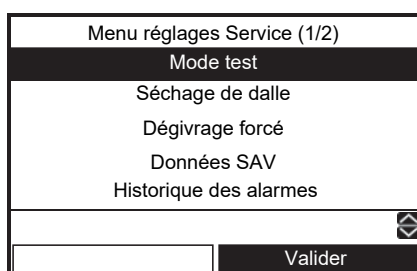 Menu réglages Service (1/2)
Mode test
Séchage de dalle
Dégivrage forcé
Données SAV
Historique des alarmes
Valider